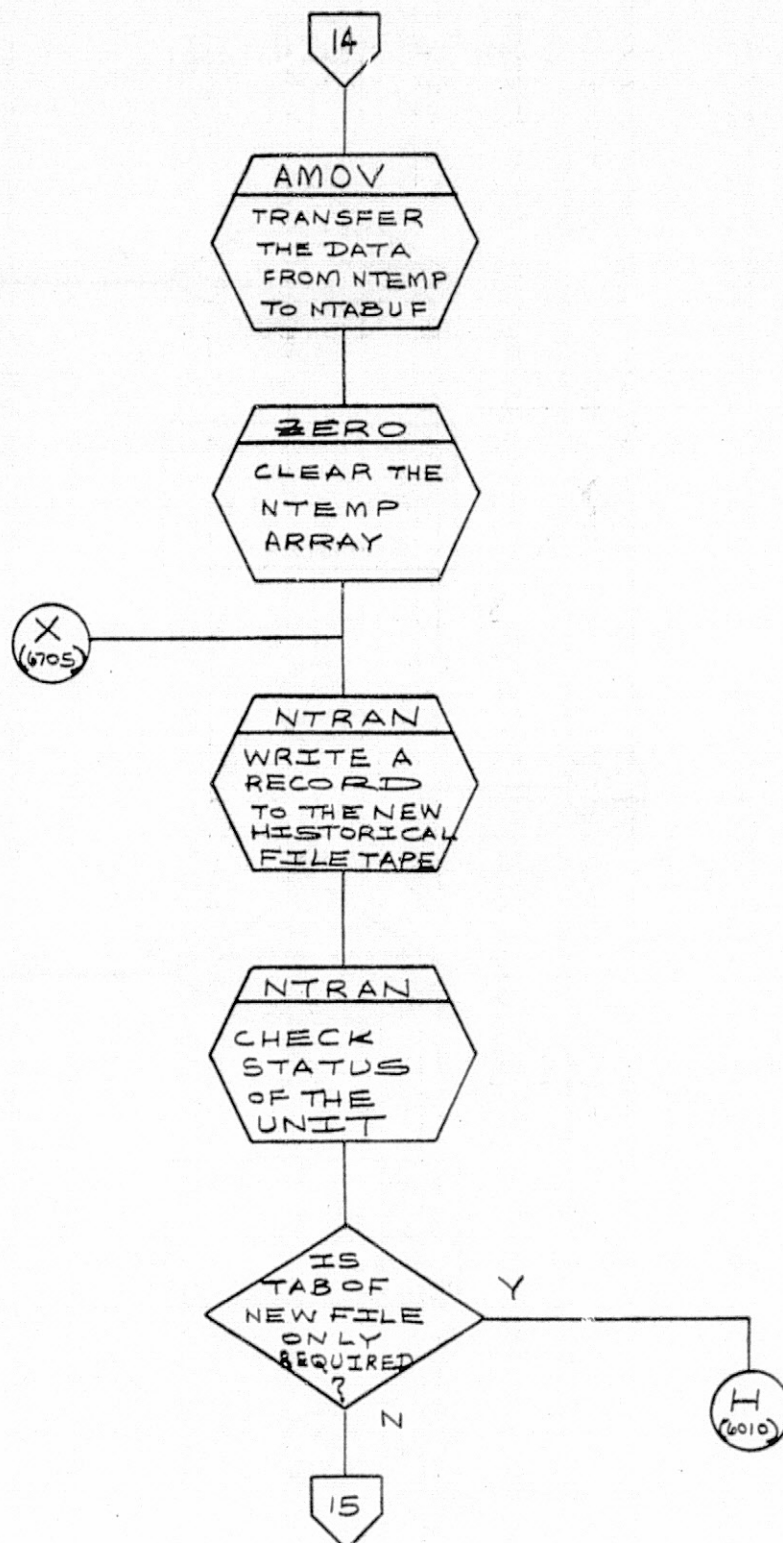 14
AMOV
TRANSFER
THE DATA
FROM NTEMP
TO NTABUF
ZERO
CLEAR THE
NTEMP
ARRAY
X
(6705)
NTRAN
WRITE A
RECORD
TO THE NEW
HISTORICAL
FILE TAPE
NTRAN
CHECK
STATUS
OF THE
UNIT
IS
TAB OF
NEW FILE
ONLY
REQUIRED
?
Y
N
H
(6010)
15